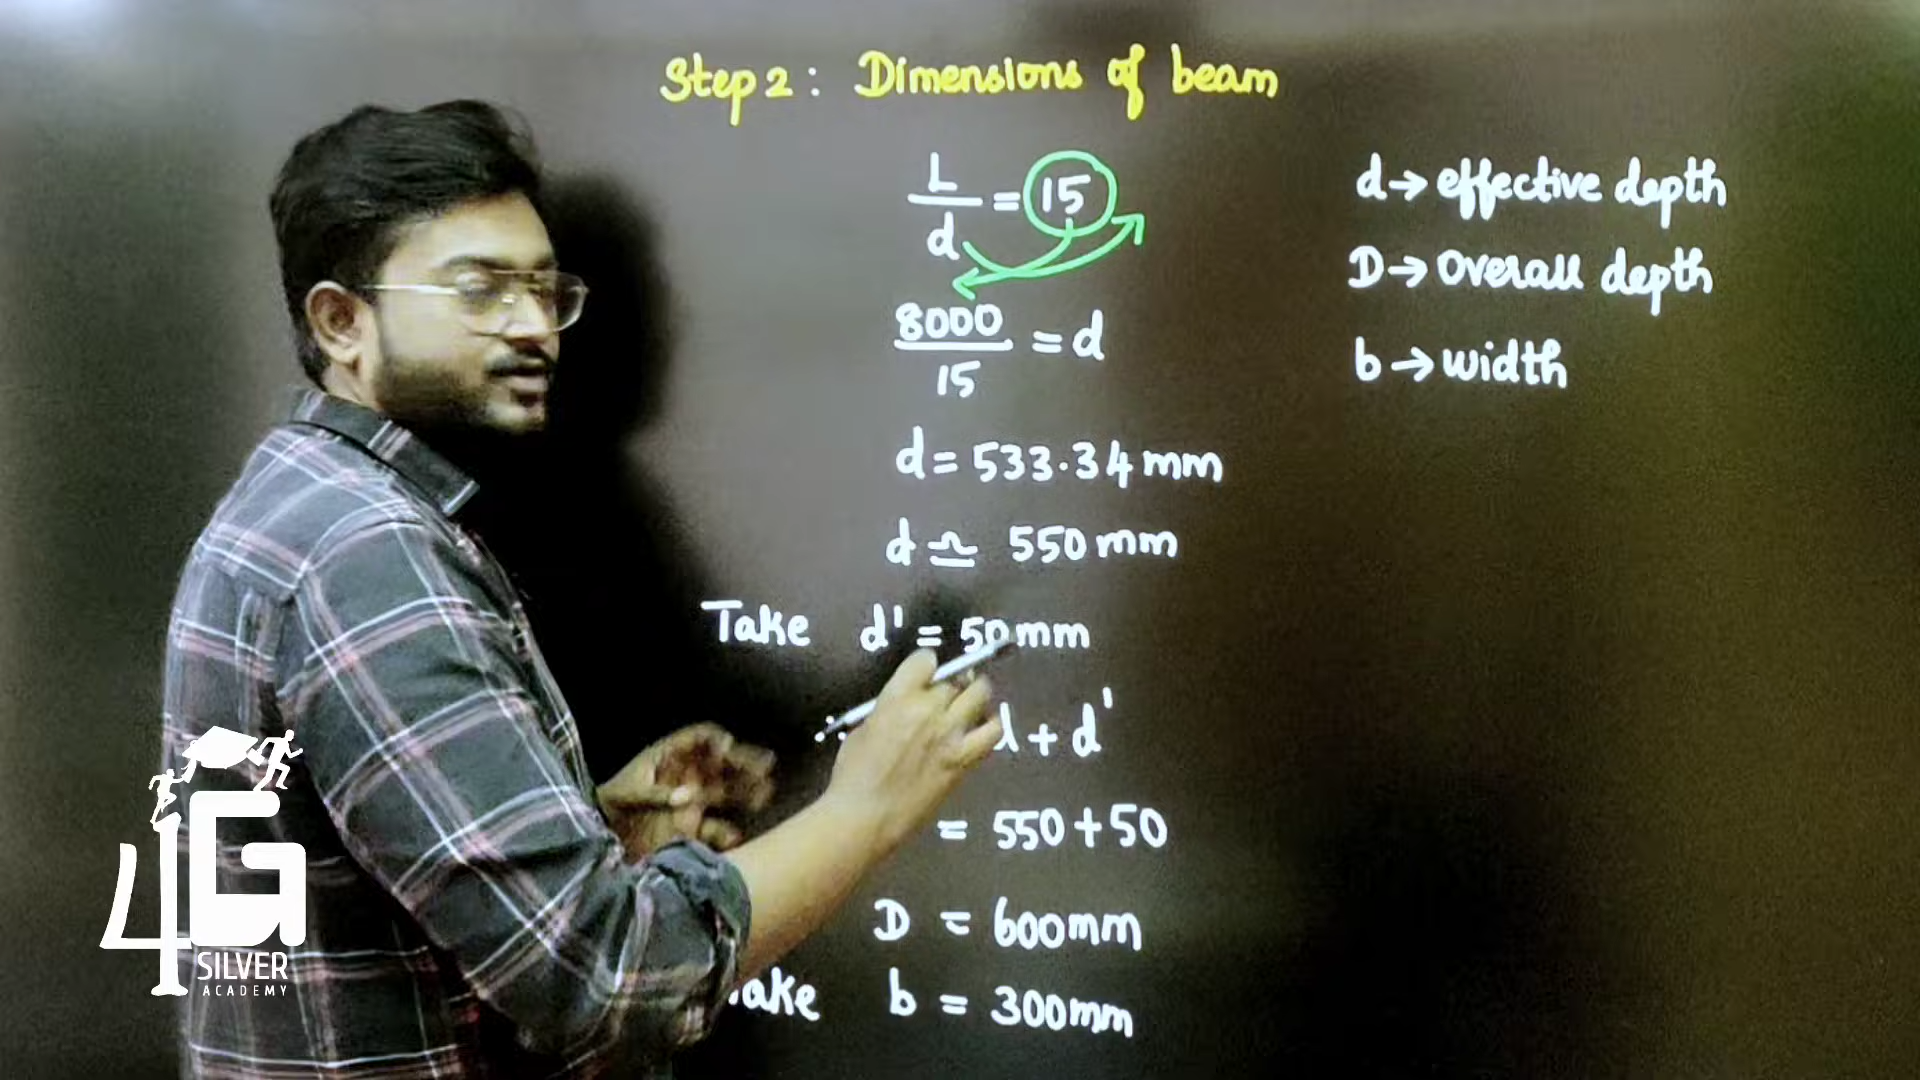 Step 2 : Dimensions of beam
L/d = 15
8000/15 = d
d = 533.34 mm
d ≃ 550 mm
Take d' = 50 mm
∴ d + d'
= 550 + 50
D = 600mm
Take b = 300mm
d → effective depth
D → Overall depth
b → width
4G
SILVER
ACADEMY